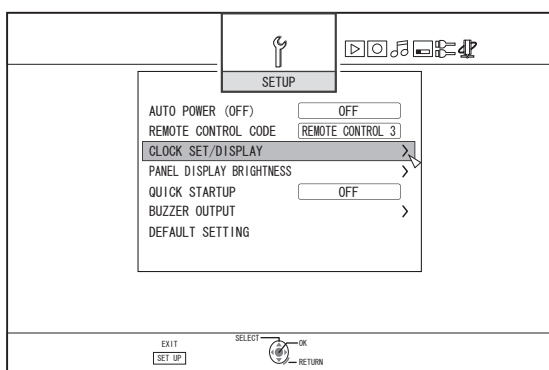 SETUP
AUTO POWER (OFF) OFF
REMOTE CONTROL CODE REMOTE CONTROL 3
CLOCK SET/DISPLAY
PANEL DISPLAY BRIGHTNESS
QUICK STARTUP OFF
BUZZER OUTPUT
DEFAULT SETTING
EXIT
SET UP
SELECT
OK
RETURN